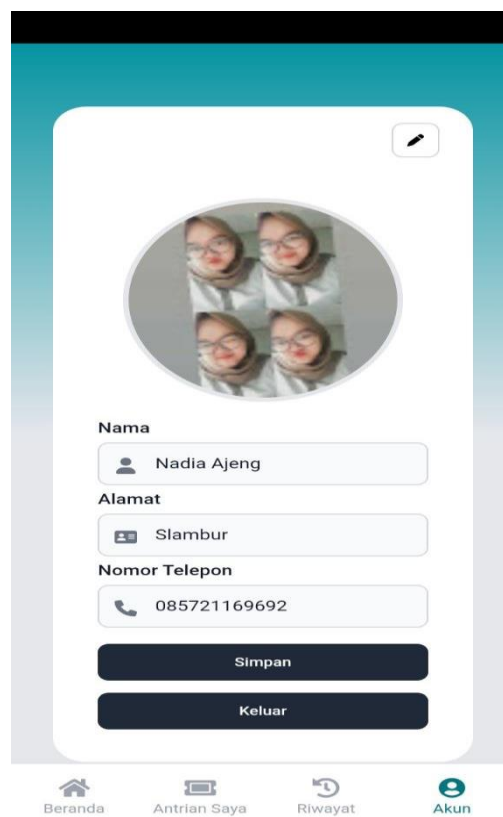 Nama
Nadia Ajeng
Alamat
Slambur
Nomor Telepon
085721169692
Simpan
Keluar
Beranda
Antrian Saya
Riwayat
Akun